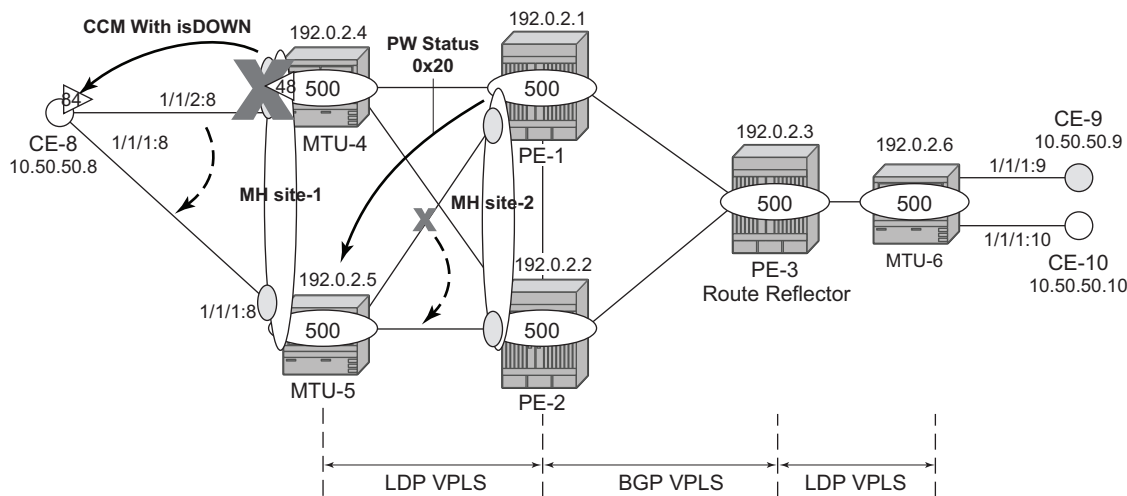 CCM With isDOWN
192.0.2.4
PW Status
0x20
192.0.2.1
84
1/1/2:8
X
48
500
500
CE-8
10.50.50.8
1/1/1:8
MTU-4
PE-1
192.0.2.3
192.0.2.6
CE-9
10.50.50.9
1/1/1:9
MH site-1
MH site-2
X
500
500
1/1/1:10
CE-10
10.50.50.10
PE-3
Route Reflector
MTU-6
192.0.2.5
192.0.2.2
1/1/1:8
500
500
MTU-5
PE-2
LDP VPLS
BGP VPLS
LDP VPLS